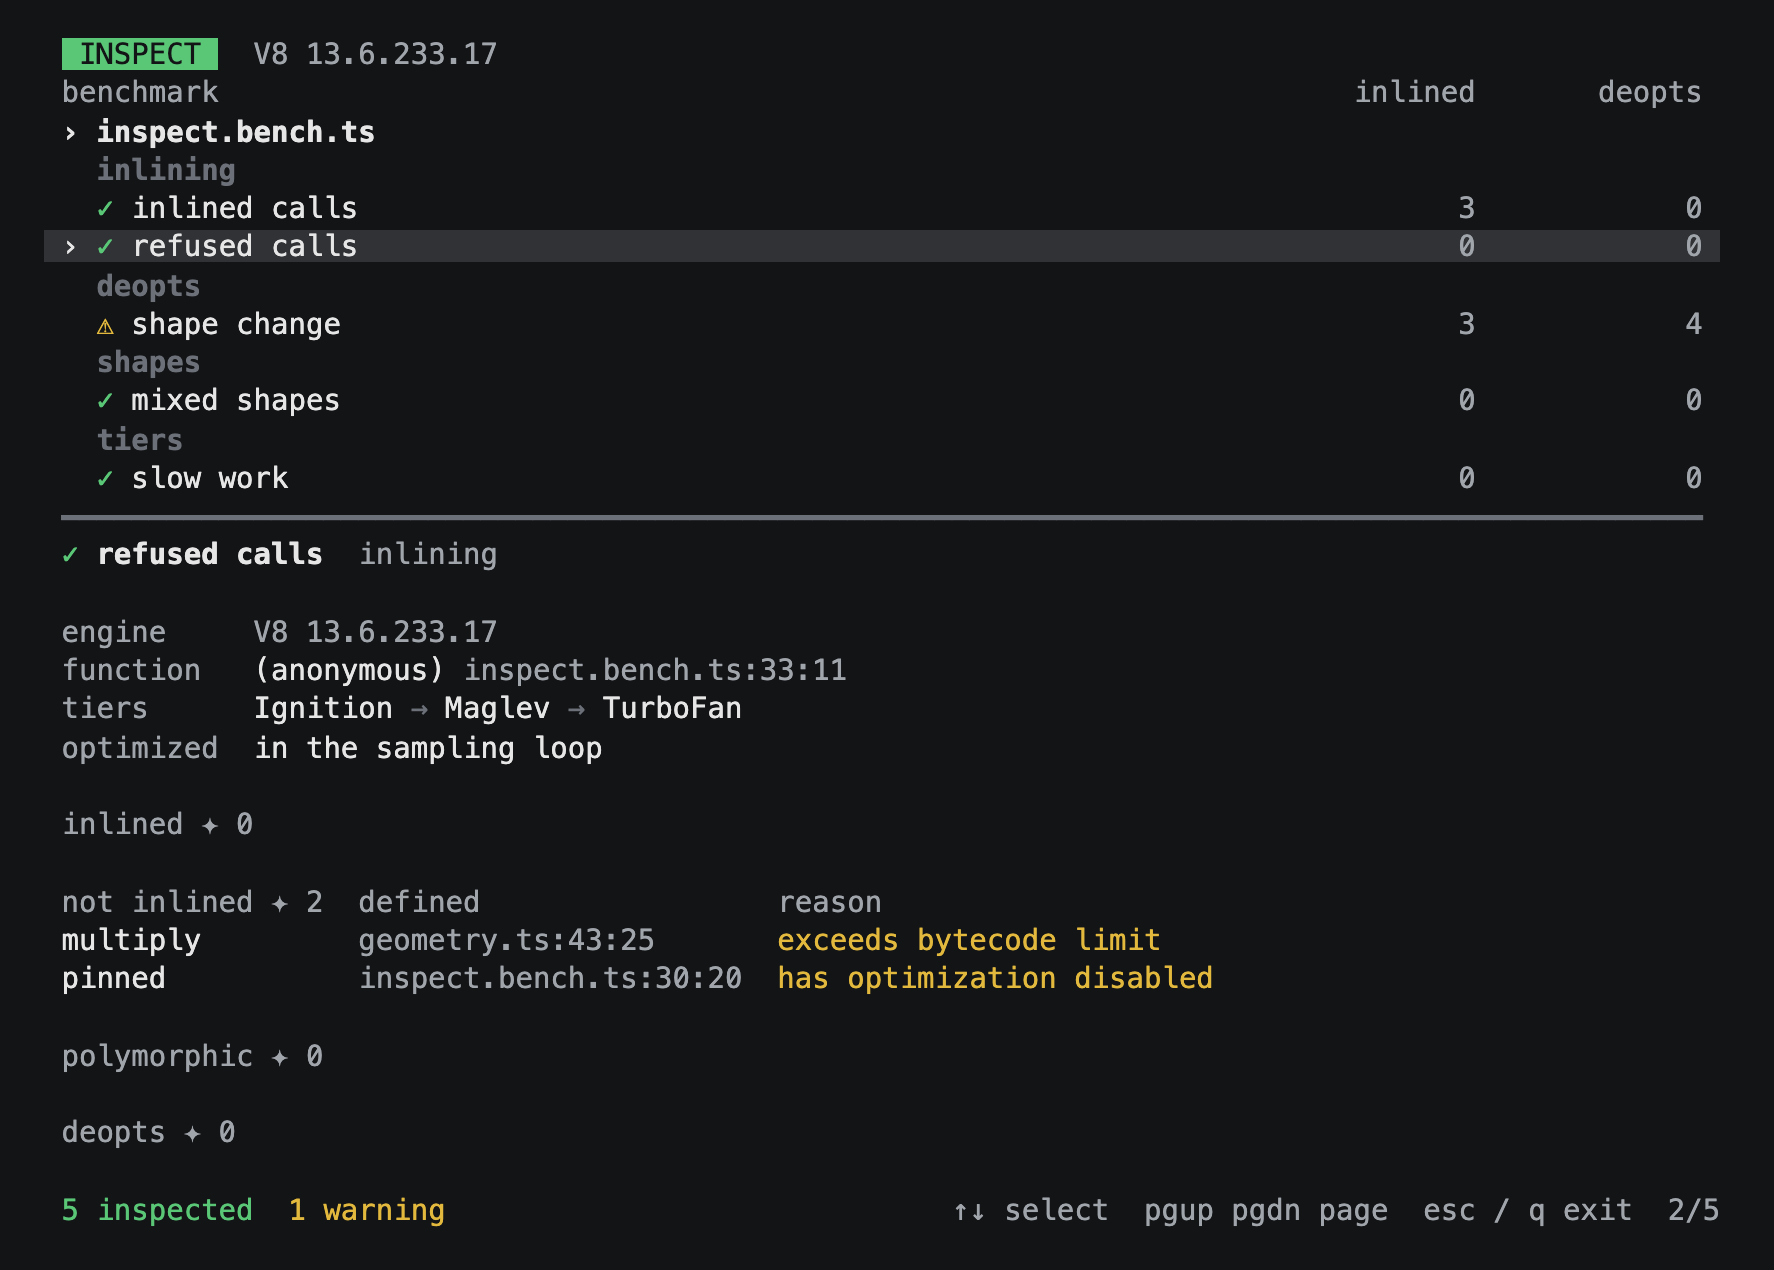 INSPECT V8 13.6.233.17
benchmark inlined deopts
› inspect.bench.ts
inlining
✓ inlined calls 3 0
› ✓ refused calls 0 0
deopts
⚠ shape change 3 4
shapes
✓ mixed shapes 0 0
tiers
✓ slow work 0 0
✓ refused calls inlining
engine V8 13.6.233.17
function (anonymous) inspect.bench.ts:33:11
tiers Ignition → Maglev → TurboFan
optimized in the sampling loop
inlined ✦ 0
not inlined ✦ 2 defined reason
multiply geometry.ts:43:25 exceeds bytecode limit
pinned inspect.bench.ts:30:20 has optimization disabled
polymorphic ✦ 0
deopts ✦ 0
5 inspected 1 warning ↑↓ select pgup pgdn page esc / q exit 2/5